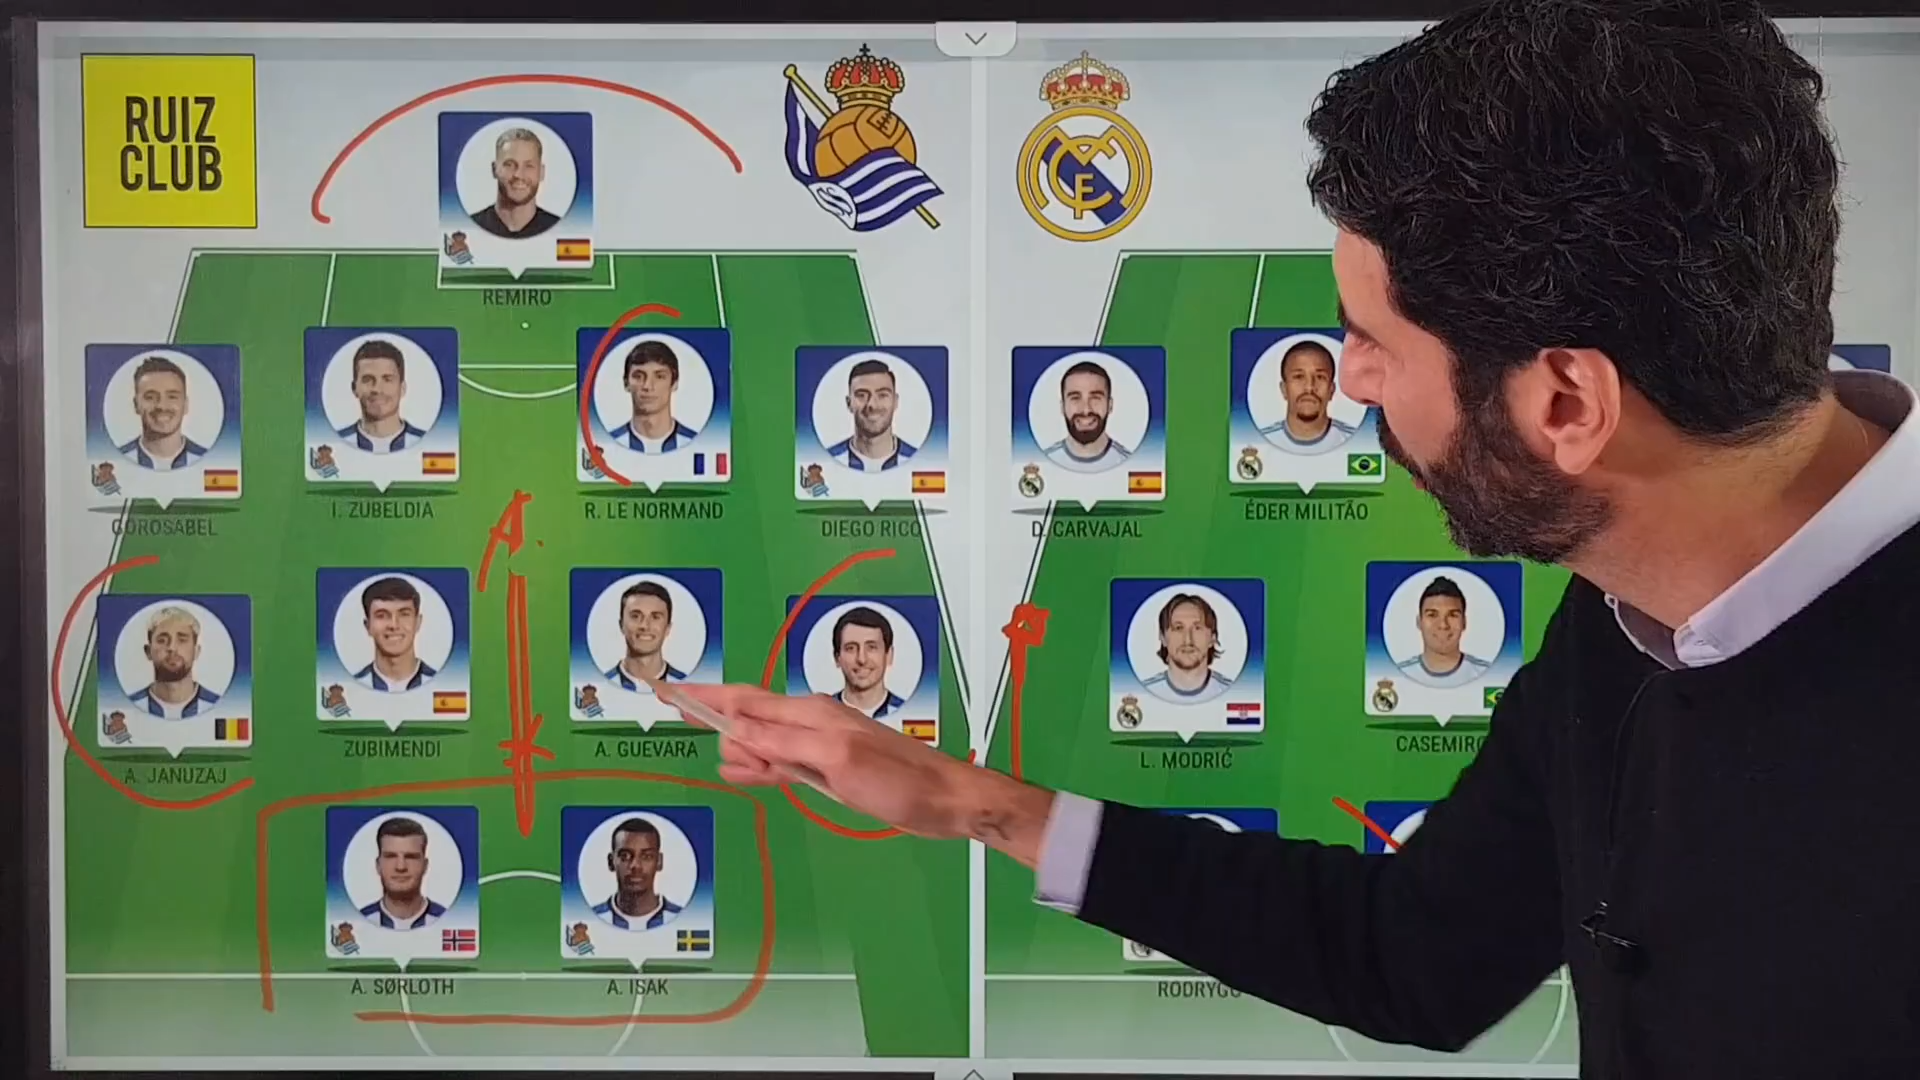 RUIZ
CLUB
REMIRO
GOROSABEL
I. ZUBELDIA
R. LE NORMAND
DIEGO RICO
D. CARVAJAL
ÉDER MILITÃO
A. JANUZAJ
ZUBIMENDI
A. GUEVARA
L. MODRIĆ
CASEMIRO
A. SØRLOTH
A. ISAK
RODRYGO